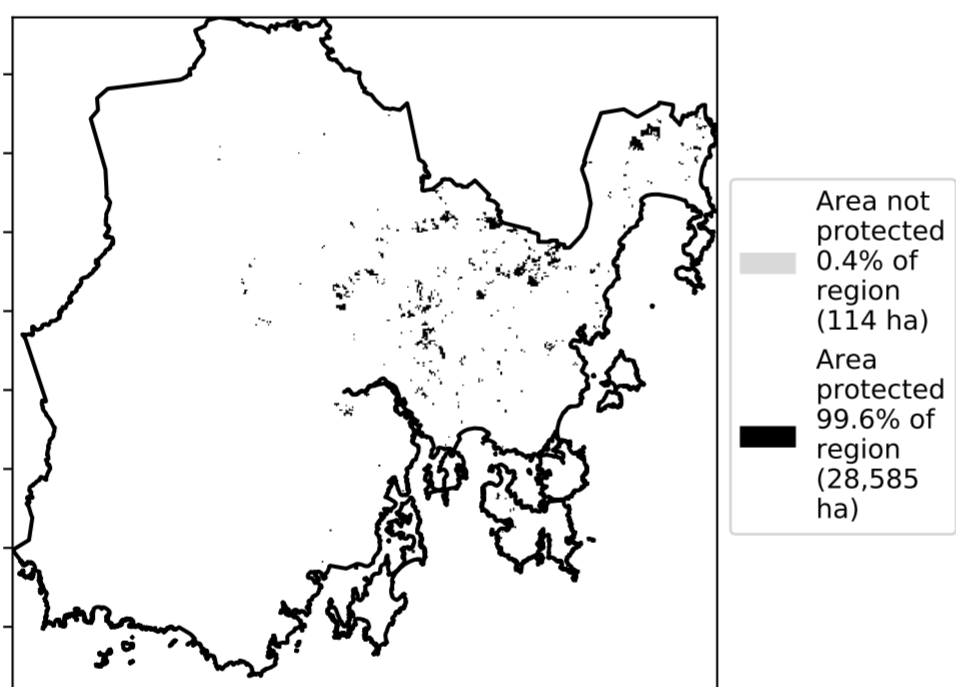 Area not
protected
0.4% of
region
(114 ha)
Area
protected
99.6% of
region
(28,585
ha)